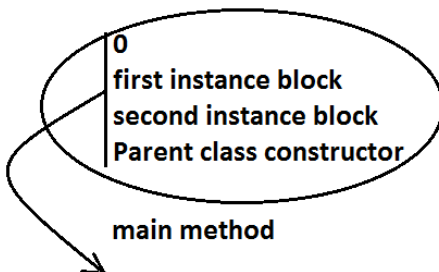 0
first instance block
second instance block
Parent class constructor
main method